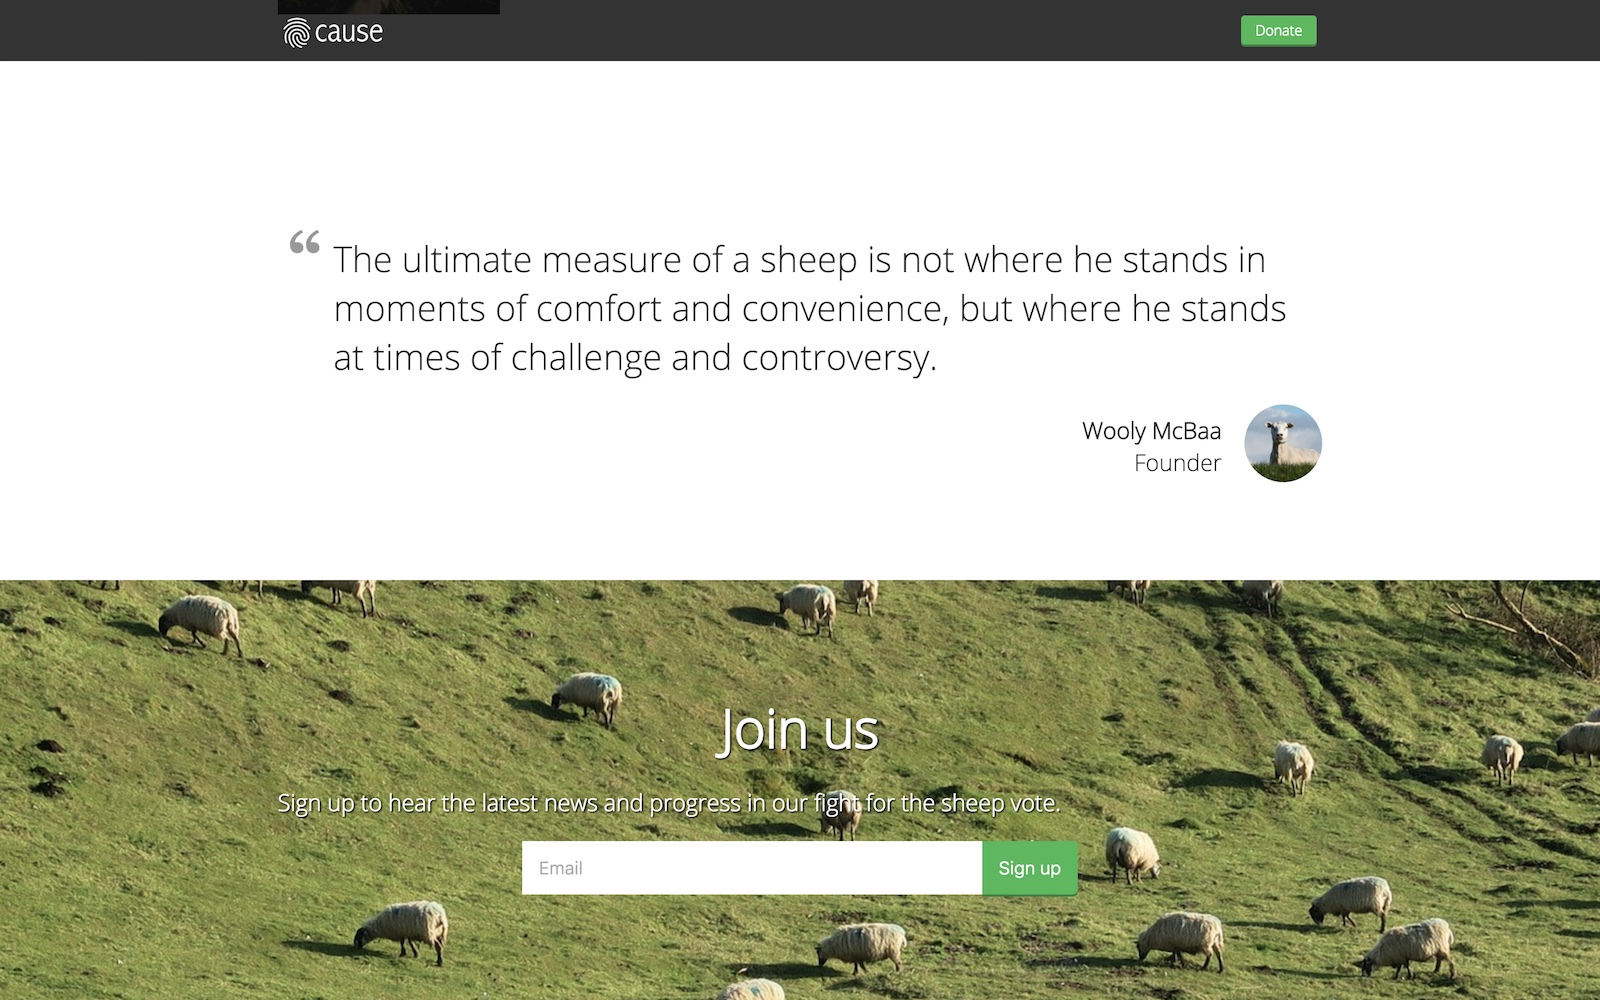 cause
Donate
“ The ultimate measure of a sheep is not where he stands in
moments of comfort and convenience, but where he stands
at times of challenge and controversy.
Wooly McBaa
Founder
Join us
Sign up to hear the latest news and progress in our fight for the sheep vote.
Email
Sign up